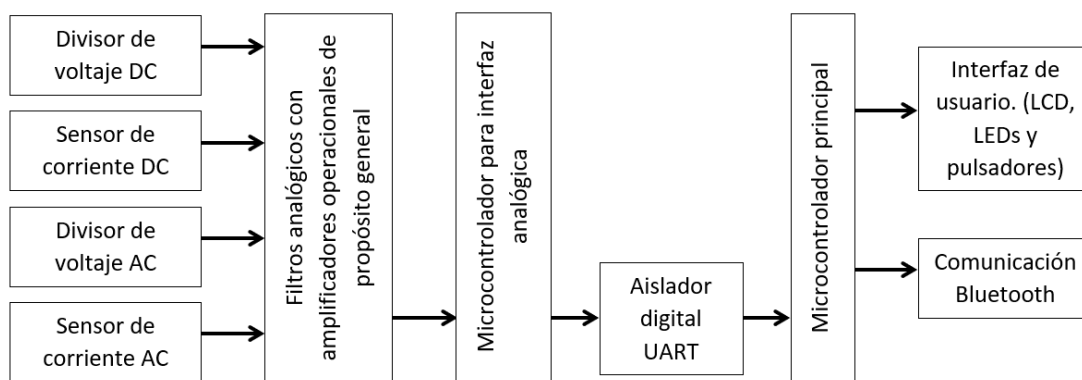 Divisor de
voltaje DC
Sensor de
corriente DC
Divisor de
voltaje AC
Sensor de
corriente AC
Filtros analógicos con
amplificadores operacionales de
propósito general
Microcontrolador para interfaz
analógica
Aislador
digital
UART
Microcontrolador principal
Interfaz de
usuario. (LCD,
LEDs y
pulsadores)
Comunicación
Bluetooth